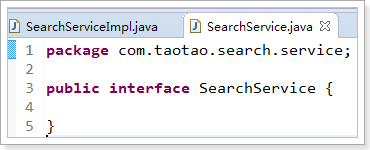 SearchServiceImpl.java SearchService.java
1 package com.taotao.search.service;
2
3 public interface SearchService {
4
5 }